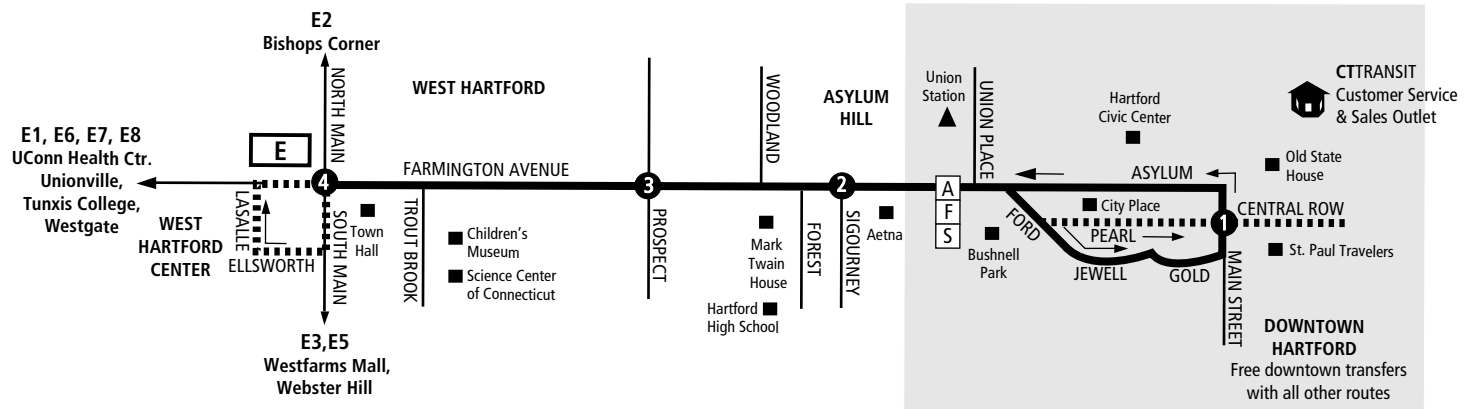 E2
Bishops Corner
NORTH MAIN
WEST HARTFORD
E1, E6, E7, E8
UConn Health Ctr.
Unionville,
Tunxis College,
Westgate
E
4
FARMINGTON AVENUE
LASALLE
WEST
HARTFORD
CENTER
ELLSWORTH
SOUTH MAIN
Town
Hall
TROUT BROOK
Children's
Museum
Science Center
of Connecticut
E3,E5
Westfarms Mall,
Webster Hill
3
PROSPECT
WOODLAND
Mark
Twain
House
Hartford
High School
FOREST
ASYLUM
HILL
2
SIGOURNEY
Aetna
Union
Station
UNION PLACE
A
F
S
Bushnell
Park
FORD
Hartford
Civic Center
ASYLUM
City Place
PEARL
JEWELL
GOLD
1
CENTRAL ROW
MAIN STREET
CTTRANSIT
Customer Service
& Sales Outlet
Old State
House
St. Paul Travelers
DOWNTOWN
HARTFORD
Free downtown transfers
with all other routes